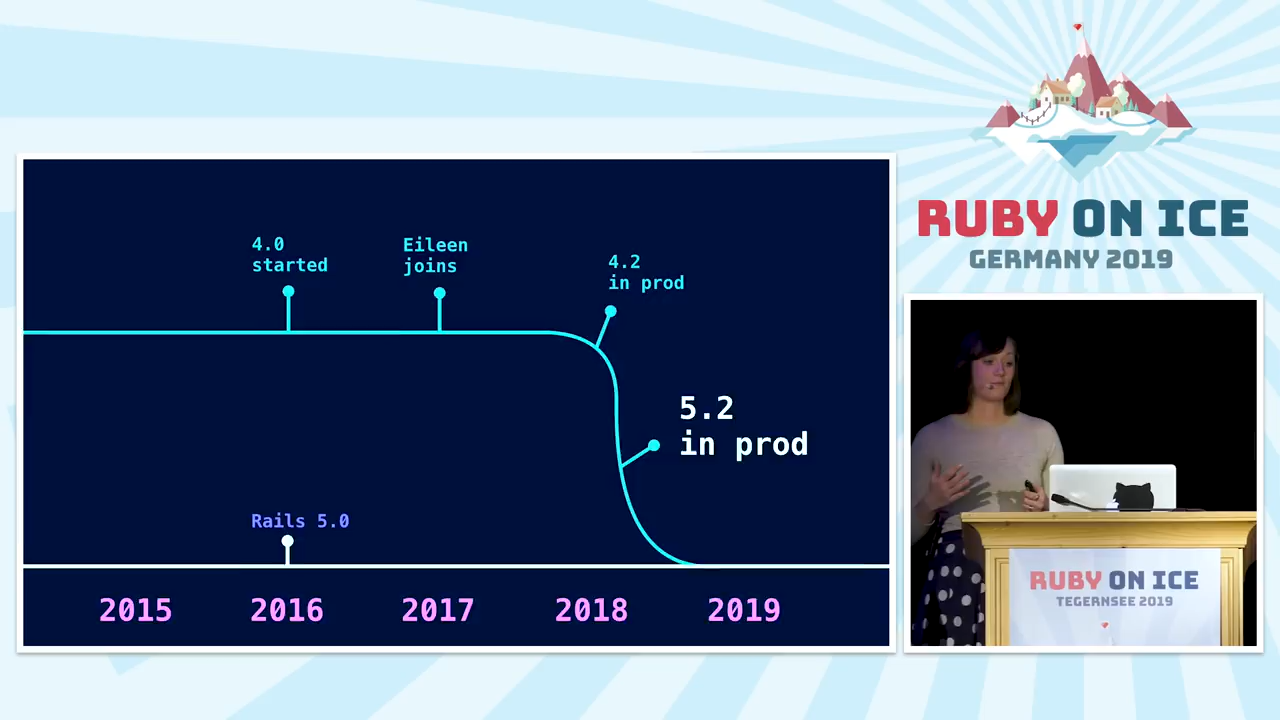 RUBY ON ICE
GERMANY 2019
4.0
started
Eileen
joins
4.2
in prod
5.2
in prod
Rails 5.0
2015
2016
2017
2018
2019
RUBY ON ICE
TEGERNSEE 2019